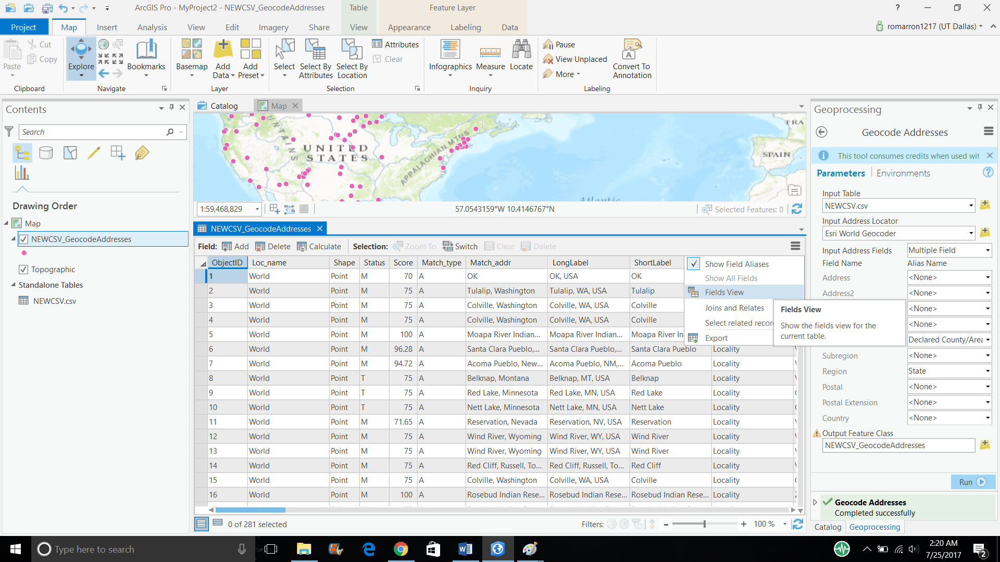 ArcGIS Pro - MyProject2 - NEWCSV_GeocodeAddresses
Table
Feature Layer
?
Project
Map
Insert
Analysis
View
Edit
Imagery
Share
View
Appearance
Labeling
Data
romarron1217 (UT Dallas)
Paste
Cut
Copy
Clipboard
Explore
Bookmarks
Navigate
Basemap
Add Data
Add Preset
Layer
Select
Select By Attributes
Select By Location
Attributes
Clear
Selection
Infographics
Measure
Locate
Inquiry
Pause
View Unplaced
More
Convert To Annotation
Labeling
Contents
Search
Drawing Order
Map
NEWCSV_GeocodeAddresses
Topographic
Standalone Tables
NEWCSV.csv
Catalog
Map
UNITED
STATES
APPALACHIAN MTNS
FRA
SPAIN
Atlantic
1:59,468,829
57.0543159°W 10.4146767°N
Selected Features: 0
NEWCSV_GeocodeAddresses
Field: Add Delete Calculate Selection: Zoom To Switch Clear Delete
ObjectID Loc_name Shape Status Score Match_type Match_addr LongLabel ShortLabel
1 World Point M 70 A OK OK, USA OK
2 World Point M 75 A Tulalip, Washington Tulalip, WA, USA Tulalip
3 World Point M 75 A Colville, Washington Colville, WA, USA Colville
4 World Point M 75 A Colville, Washington Colville, WA, USA Colville
5 World Point M 100 A Moapa River Indian... Moapa River Indian... Moapa River In
6 World Point M 96.28 A Santa Clara Pueblo,... Santa Clara Pueblo,... Santa Clara Pueblo Locality
7 World Point M 94.72 A Acoma Pueblo, New... Acoma Pueblo, NM,... Acoma Pueblo Locality
8 World Point T 75 A Belknap, Montana Belknap, MT, USA Belknap Locality
9 World Point T 75 A Red Lake, Minnesota Red Lake, MN, USA Red Lake Locality
10 World Point T 75 A Nett Lake, Minnesota Nett Lake, MN, USA Nett Lake Locality
11 World Point M 71.65 A Reservation, Nevada Reservation, NV, USA Reservation Locality
12 World Point M 75 A Wind River, Wyoming Wind River, WY, USA Wind River Locality
13 World Point M 75 A Wind River, Wyoming Wind River, WY, USA Wind River Locality
14 World Point M 75 A Red Cliff, Russell, To... Red Cliff, Russell, To... Red Cliff Locality
15 World Point M 75 A Colville, Washington Colville, WA, USA Colville Locality
16 World Point M 100 A Rosebud Indian Rese... Rosebud Indian Rese... Rosebud Indian Rese... Locality
Show Field Aliases
Show All Fields
Fields View
Joins and Relates
Select related recor
Export
Fields View
Show the fields view for the
current table.
0 of 281 selected
Filters:
- + 100 %
Geoprocessing
Geocode Addresses
This tool consumes credits when used wit
Parameters
Environments
?
Input Table
NEWCSV.csv
Input Address Locator
Esri World Geocoder
Input Address Fields Multiple Field
Field Name Alias Name
Address <None>
Address2 <None>
<None>
<None>
Declared County/Area
Subregion <None>
Region State
Postal <None>
Postal Extension <None>
Country <None>
Output Feature Class
NEWCSV_GeocodeAddresses
Run
Geocode Addresses
Completed successfully
Catalog
Geoprocessing
Type here to search
2:20 AM
7/25/2017
2